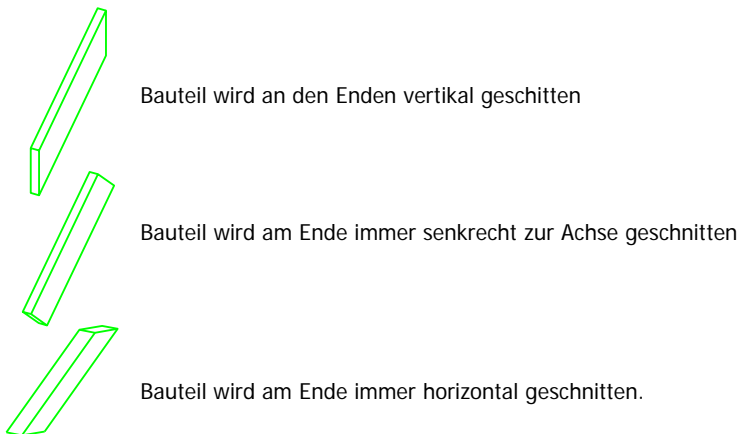 Bauteil wird an den Enden vertikal geschitten
Bauteil wird am Ende immer senkrecht zur Achse geschnitten
Bauteil wird am Ende immer horizontal geschnitten.